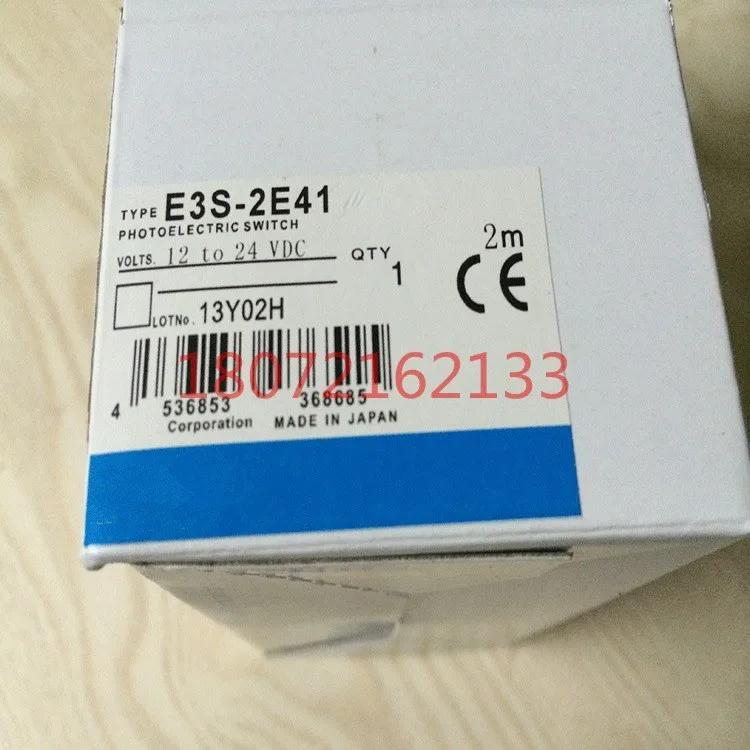 TYPE E3S-2E41
PHOTOELECTRIC SWITCH
VOLTS. 12 to 24 VDC
QTY 1
2m
CE
LOTNo. 13Y02H
18072162133
4 536853 368685
Corporation MADE IN JAPAN